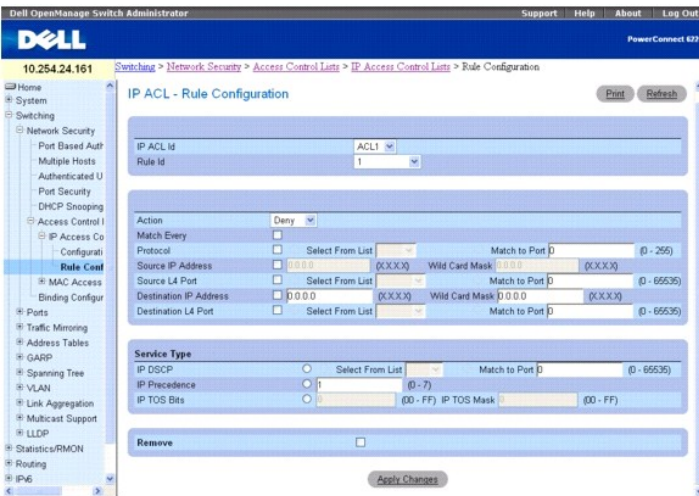 Dell OpenManage Switch Administrator
Support Help About Log Out
DELL
PowerConnect 622
10.254.24.161
Switching > Network Security > Access Control Lists > IP Access Control Lists > Rule Configuration
Home
System
Switching
Network Security
Port Based Auth
Multiple Hosts
Authenticated U
Port Security
DHCP Snooping
Access Control l
IP Access Co
Configurati
Rule Conf
MAC Access
Binding Configur
Ports
Traffic Mirroring
Address Tables
GARP
Spanning Tree
VLAN
Link Aggregation
Multicast Support
LLDP
Statistics/RMON
Routing
IPv6
IP ACL - Rule Configuration
Print Refresh
IP ACL Id ACL1
Rule Id 1
Action Deny
Match Every
Protocol Select From List Match to Port 0 (0 - 255)
Source IP Address 0.0.0.0 (X.X.X.X) Wild Card Mask 0.0.0.0 (X.X.X.X)
Source L4 Port Select From List Match to Port 0 (0 - 65535)
Destination IP Address 0.0.0.0 (X.X.X.X) Wild Card Mask 0.0.0.0 (X.X.X.X)
Destination L4 Port Select From List Match to Port 0 (0 - 65535)
Service Type
IP DSCP Select From List Match to Port 0 (0 - 65535)
IP Precedence 1 (0 - 7)
IP TOS Bits 0 (00 - FF) IP TOS Mask 0 (00 - FF)
Remove
Apply Changes